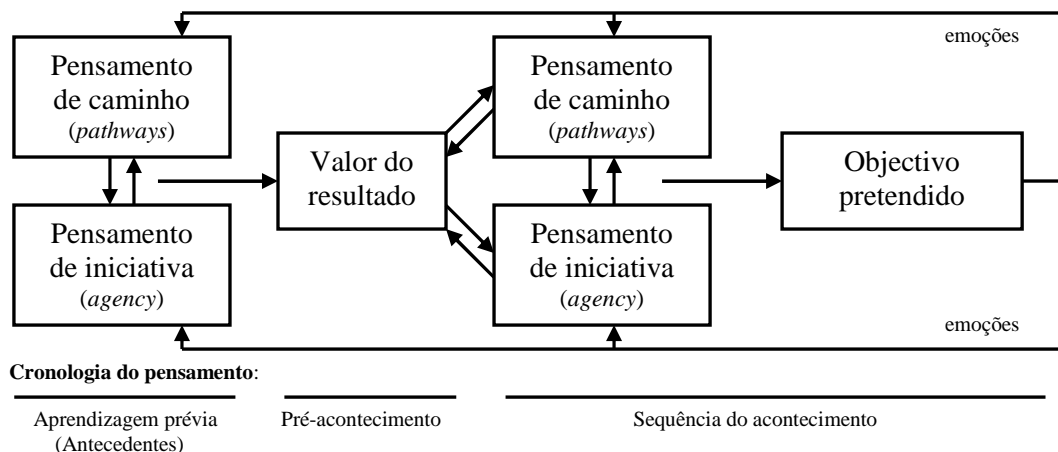 emoções
Pensamento
de caminho
(pathways)
Pensamento
de caminho
(pathways)
Valor do
resultado
Objectivo
pretendido
Pensamento
de iniciativa
(agency)
Pensamento
de iniciativa
(agency)
emoções
Cronologia do pensamento:
Aprendizagem prévia
(Antecedentes)
Pré-acontecimento
Sequência do acontecimento